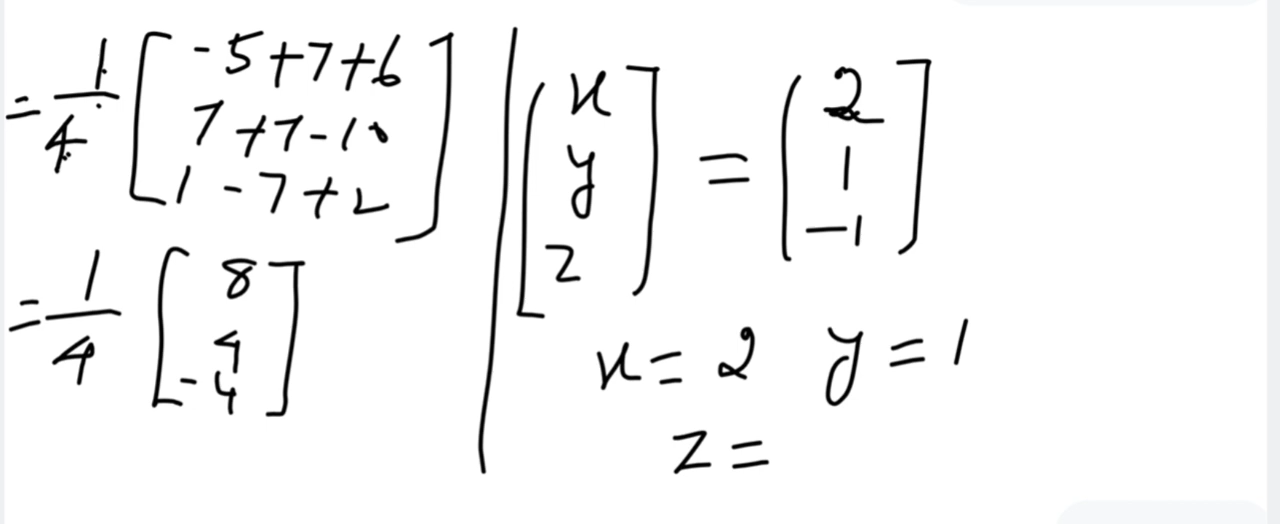 = 1/4 [ -5+7+6
7+7-10
1-7+2 ]
= 1/4 [ 8
4
-4 ]
[ x
y
z ] = [ 2
1
-1 ]
x = 2 y = 1
z =